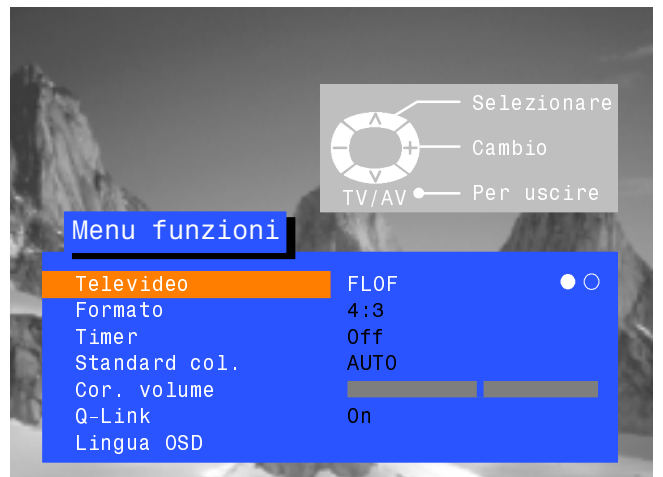 Selezionare
Cambio
TV/AV Per uscire
Menu funzioni
Televideo FLOF
Formato 4:3
Timer Off
Standard col. AUTO
Cor. volume
Q-Link On
Lingua OSD